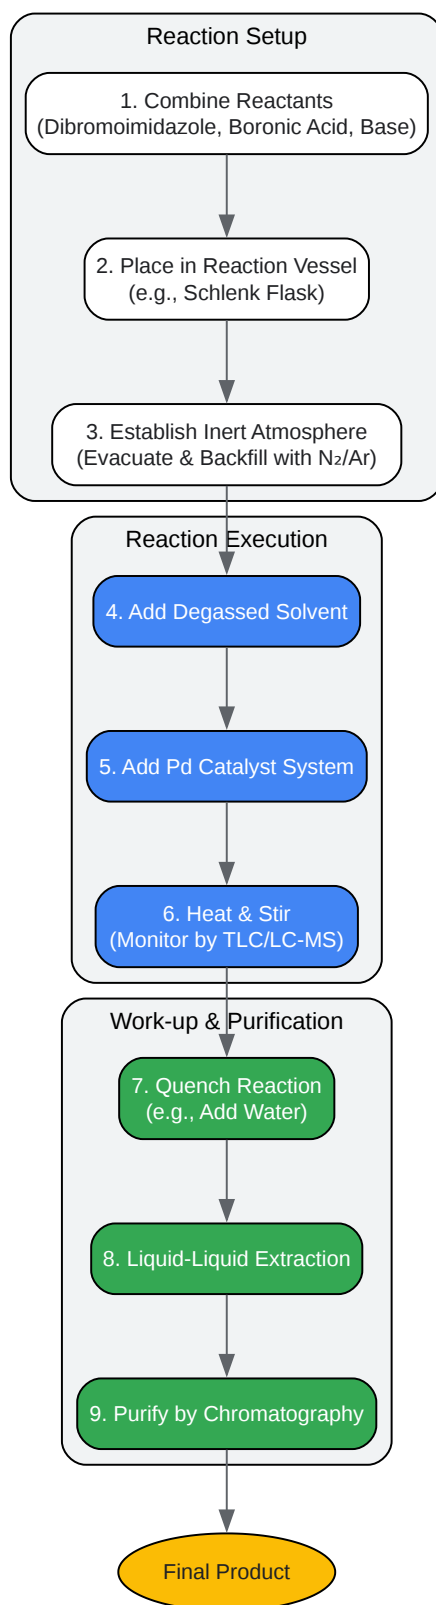 Reaction Setup
1. Combine Reactants
(Dibromoimidazole, Boronic Acid, Base)
2. Place in Reaction Vessel
(e.g., Schlenk Flask)
3. Establish Inert Atmosphere
(Evacuate & Backfill with N₂/Ar)
Reaction Execution
4. Add Degassed Solvent
5. Add Pd Catalyst System
6. Heat & Stir
(Monitor by TLC/LC-MS)
Work-up & Purification
7. Quench Reaction
(e.g., Add Water)
8. Liquid-Liquid Extraction
9. Purify by Chromatography
Final Product